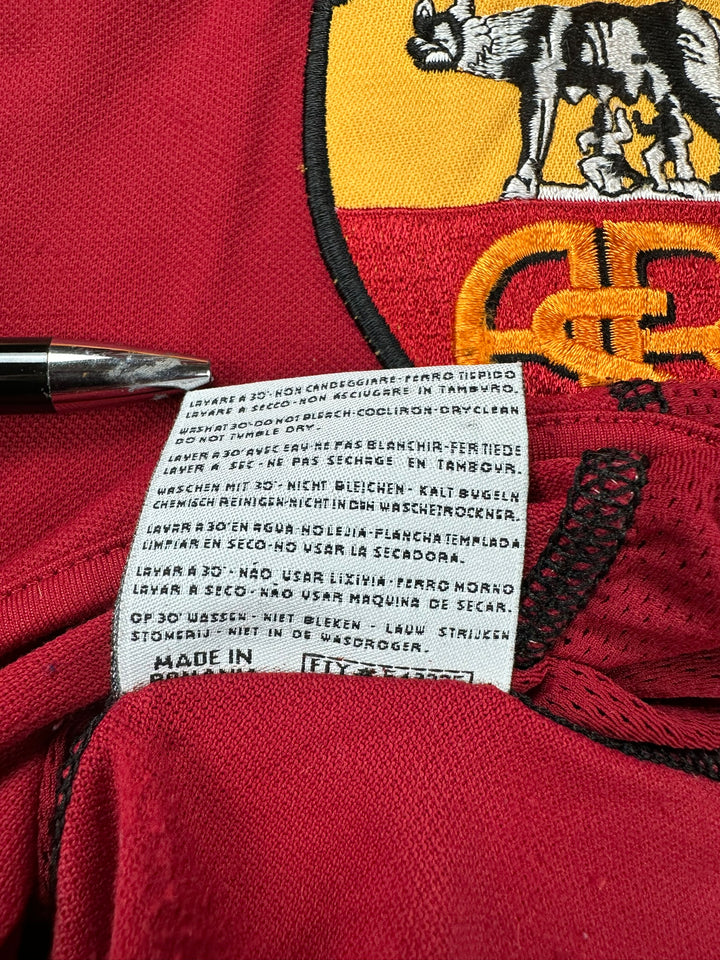 LAVARE A 30°-NON CANDEGGIARE-FERRO TIEPIDO
LAVARE A SECCO-NON ASCIUGARE IN TAMBURO.
WASH AT 30°-DO NOT BLEACH-COOL IRON-DRY CLEAN
DO NOT TUMBLE DRY.
LAVER A 30° AVEC EAU-NE PAS BLANCHIR-FER TIEDE
LAVER A SEC-NE PAS SECHAGE EN TAMBOUR.
WASCHEN MIT 30°-NICHT BLEICHEN-KALT BUGELN
CHEMISCH REINIGEN-NICHT IN DEN WASCHETROCKNER.
LAVAR A 30° EN AGUA-NO LEJIA-PLANCHA TEMPLADA
LIMPIAR EN SECO-NO USAR LA SECADORA.
LAVAR A 30°-NÃO USAR LIXIVIA-FERRO MORNO
LAVAR A SECO-NÃO USAR MAQUINA DE SECAR.
OP 30° WASSEN-NIET BLEKEN-LAUW STRIJKEN
STOMERIJ-NIET IN DE WASDROGER.
MADE IN